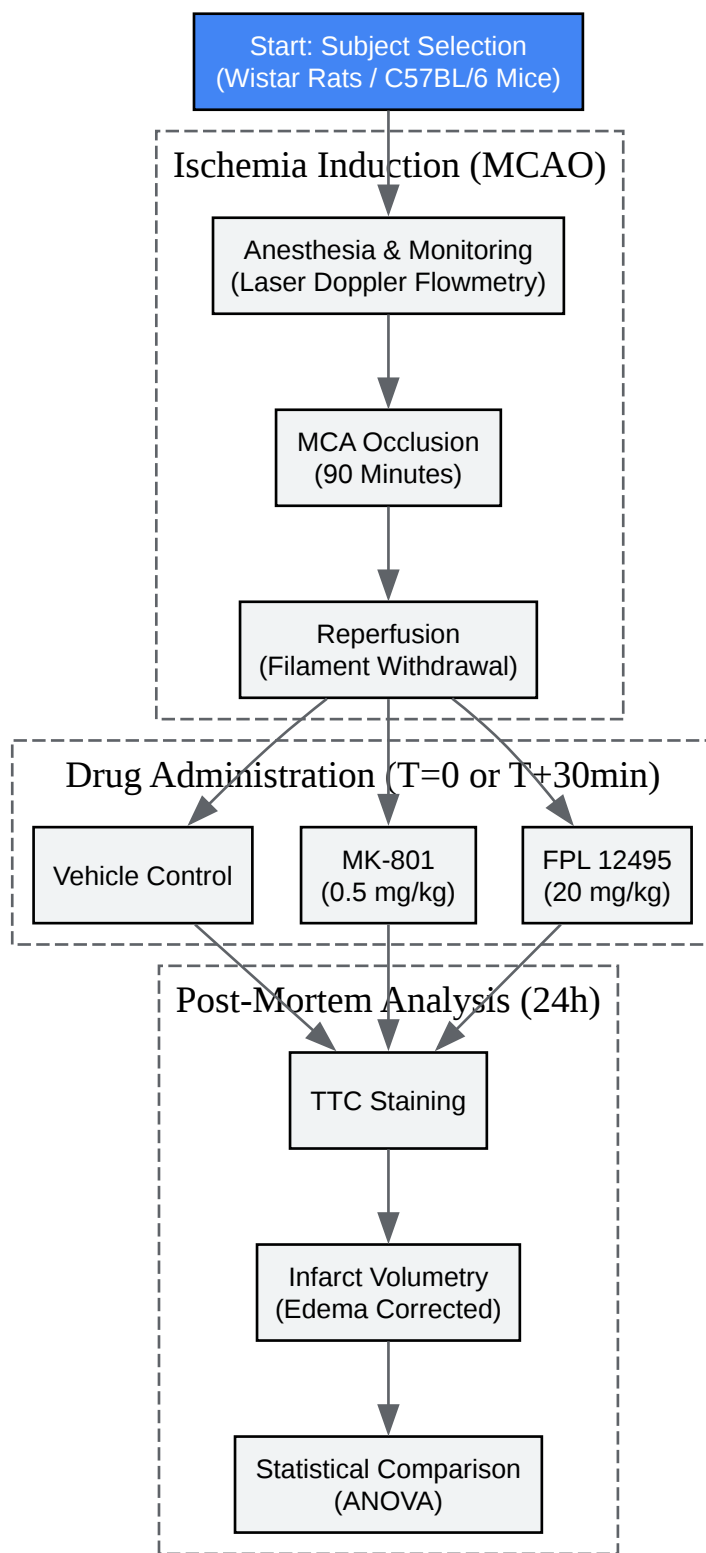 Start: Subject Selection
(Wistar Rats / C57BL/6 Mice)
Ischemia Induction (MCAO)
Anesthesia & Monitoring
(Laser Doppler Flowmetry)
MCA Occlusion
(90 Minutes)
Reperfusion
(Filament Withdrawal)
Drug Administration (T=0 or T+30min)
Vehicle Control
MK-801
(0.5 mg/kg)
FPL 12495
(20 mg/kg)
Post-Mortem Analysis (24h)
TTC Staining
Infarct Volumetry
(Edema Corrected)
Statistical Comparison
(ANOVA)